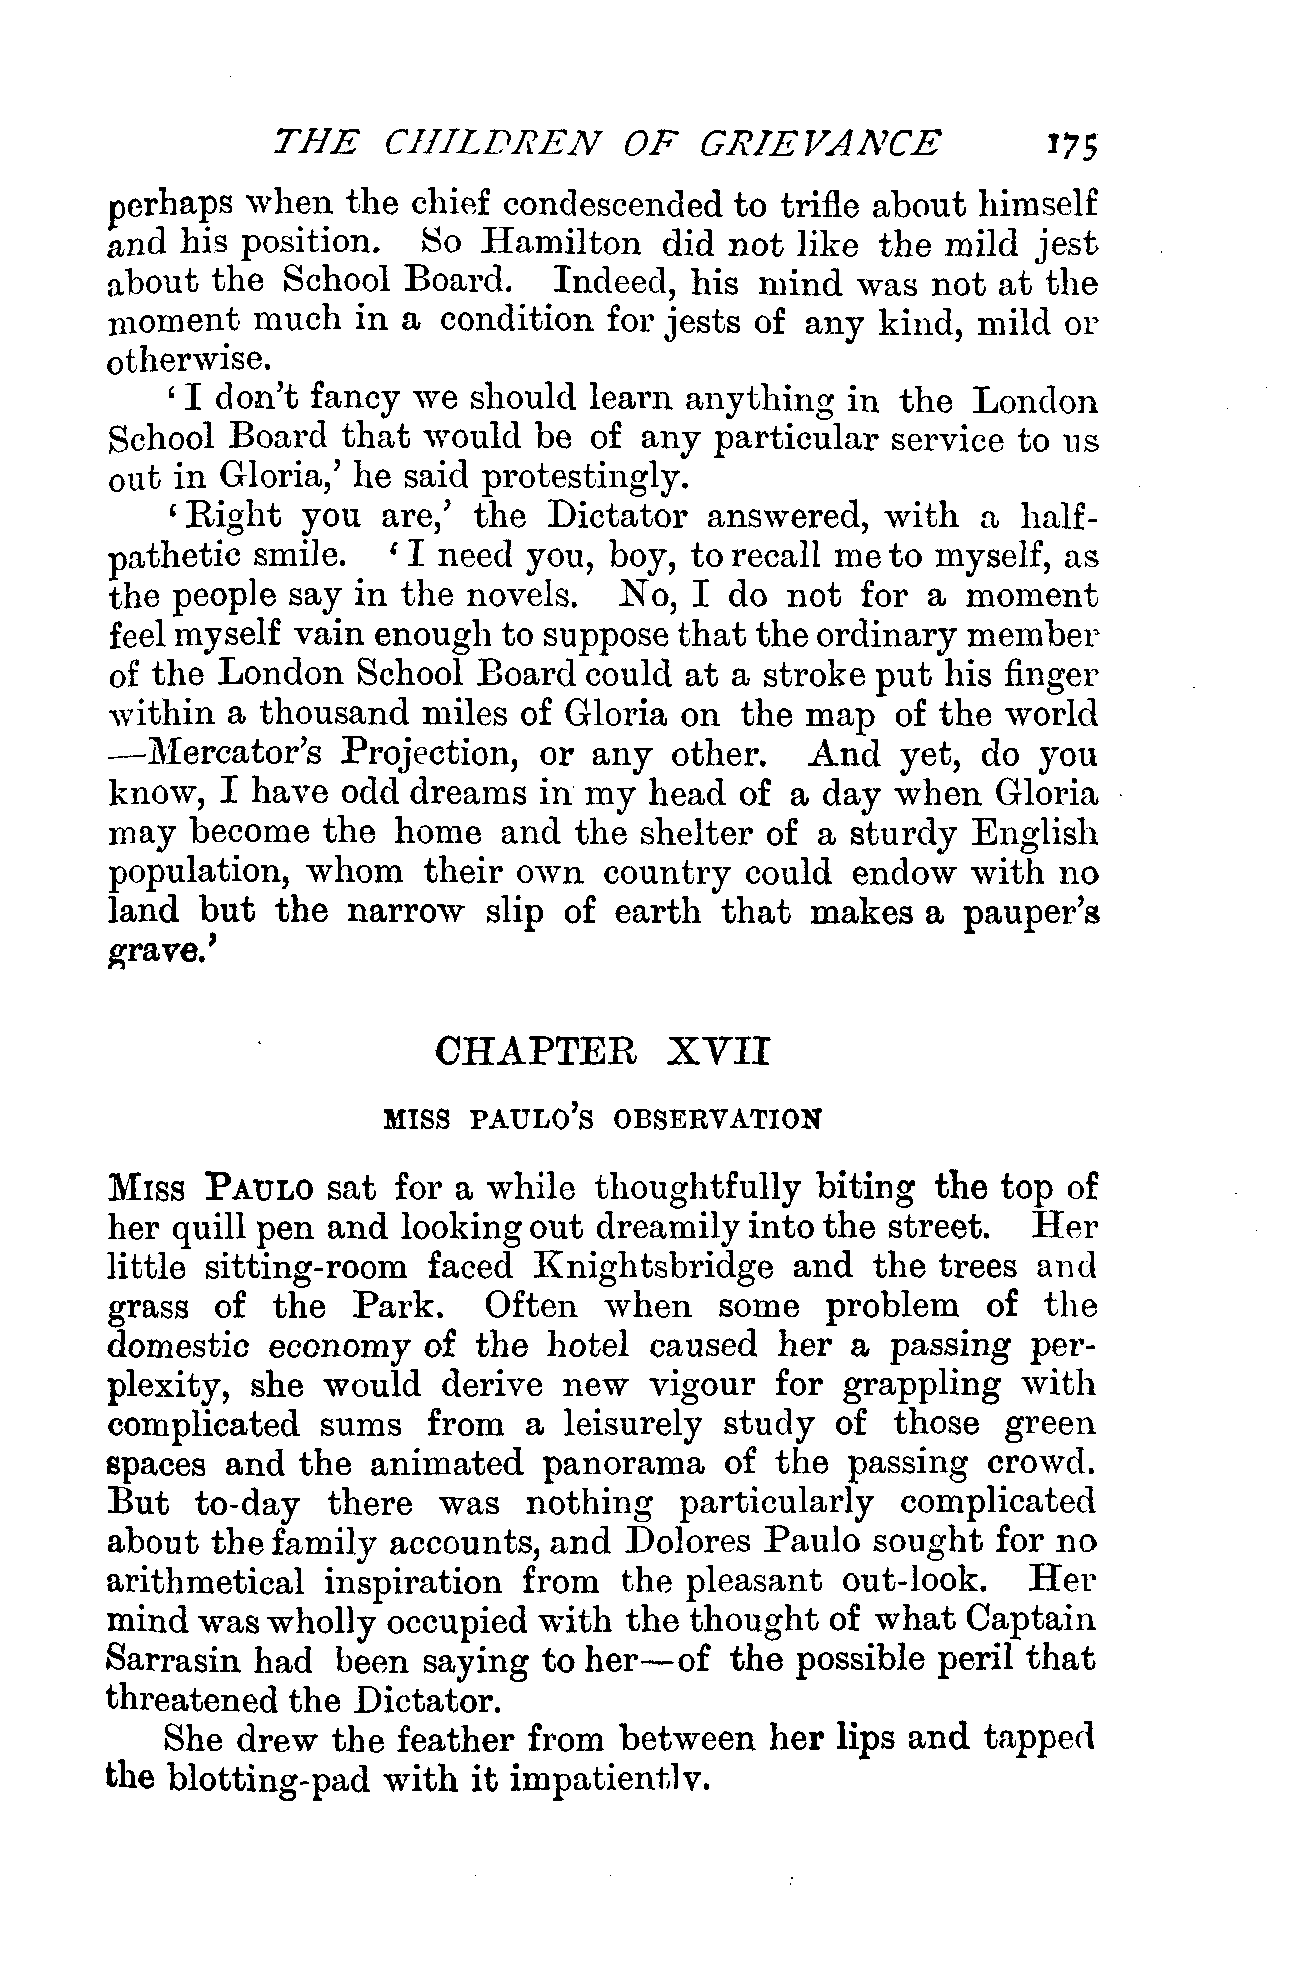 THE CHILDREN OF GRIEVANCE 175
perhaps when the chief condescended to trifle about himself
and his position. So Hamilton did not like the mild jest
about the School Board. Indeed, his mind was not at the
moment much in a condition for jests of any kind, mild or
otherwise.
‘I don’t fancy we should learn anything in the London
School Board that would be of any particular service to us
out in Gloria,’ he said protestingly.
‘Right you are,’ the Dictator answered, with a half-
pathetic smile. ‘I need you, boy, to recall me to myself, as
the people say in the novels. No, I do not for a moment
feel myself vain enough to suppose that the ordinary member
of the London School Board could at a stroke put his finger
within a thousand miles of Gloria on the map of the world
—Mercator’s Projection, or any other. And yet, do you
know, I have odd dreams in my head of a day when Gloria
may become the home and the shelter of a sturdy English
population, whom their own country could endow with no
land but the narrow slip of earth that makes a pauper’s
grave.’
CHAPTER XVII
MISS PAULO’S OBSERVATION
MISS PAULO sat for a while thoughtfully biting the top of
her quill pen and looking out dreamily into the street. Her
little sitting-room faced Knightsbridge and the trees and
grass of the Park. Often when some problem of the
domestic economy of the hotel caused her a passing per-
plexity, she would derive new vigour for grappling with
complicated sums from a leisurely study of those green
spaces and the animated panorama of the passing crowd.
But to-day there was nothing particularly complicated
about the family accounts, and Dolores Paulo sought for no
arithmetical inspiration from the pleasant out-look. Her
mind was wholly occupied with the thought of what Captain
Sarrasin had been saying to her—of the possible peril that
threatened the Dictator.
She drew the feather from between her lips and tapped
the blotting-pad with it impatiently.